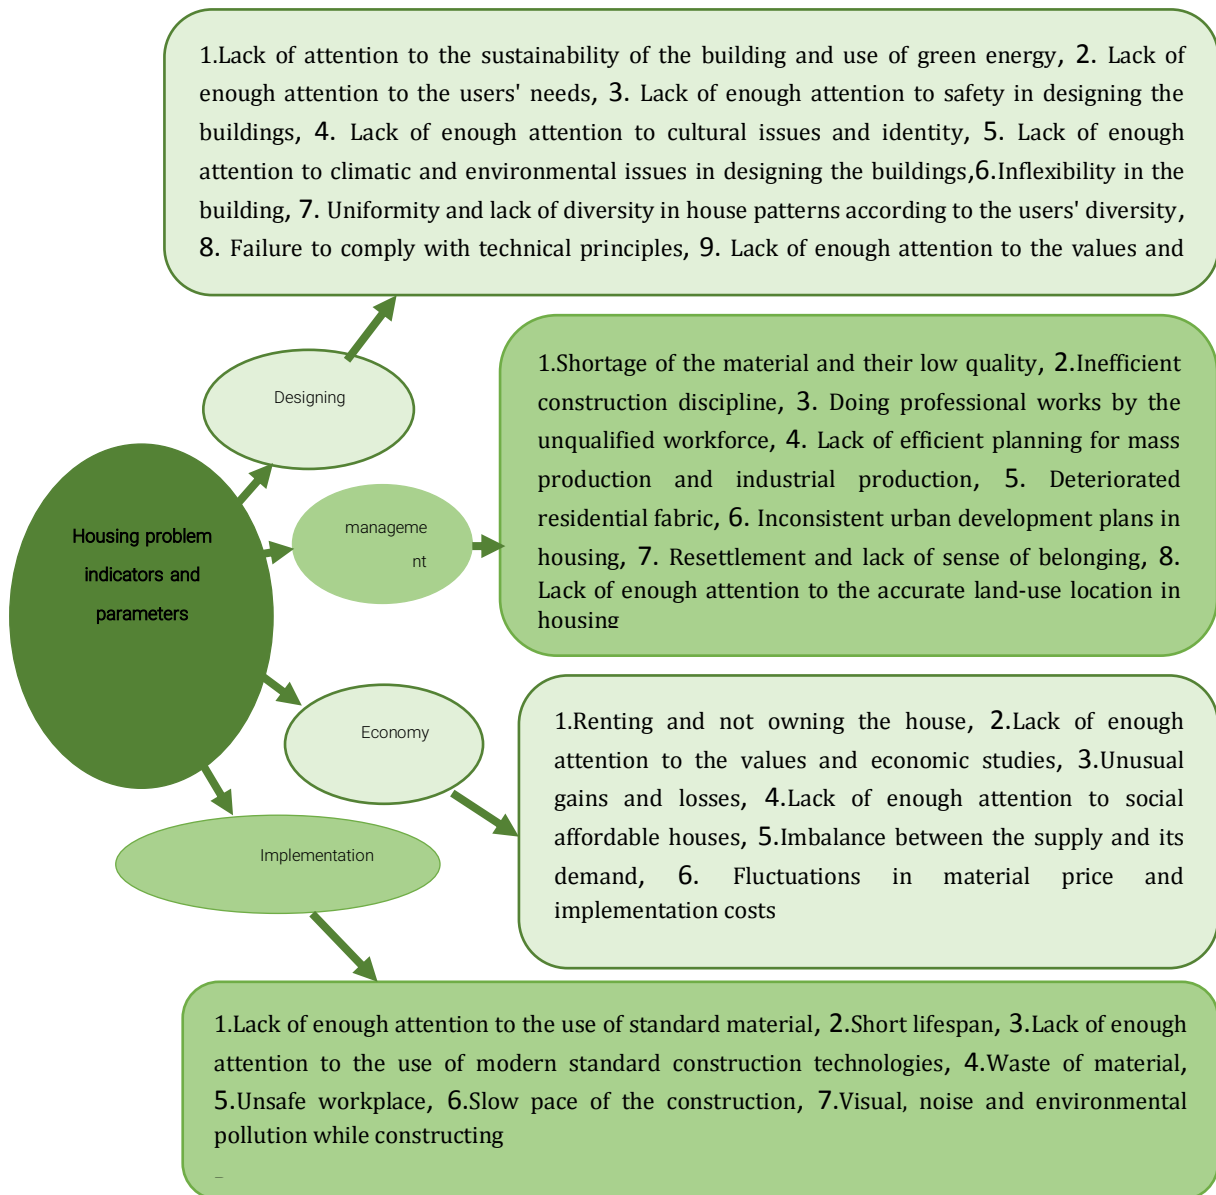 1.Lack of attention to the sustainability of the building and use of green energy, 2. Lack of
enough attention to the users' needs, 3. Lack of enough attention to safety in designing the
buildings, 4. Lack of enough attention to cultural issues and identity, 5. Lack of enough
attention to climatic and environmental issues in designing the buildings,6.Inflexibility in the
building, 7. Uniformity and lack of diversity in house patterns according to the users' diversity,
8. Failure to comply with technical principles, 9. Lack of enough attention to the values and
Designing
1.Shortage of the material and their low quality, 2.Inefficient
construction discipline, 3. Doing professional works by the
unqualified workforce, 4. Lack of efficient planning for mass
production and industrial production, 5. Deteriorated
residential fabric, 6. Inconsistent urban development plans in
housing, 7. Resettlement and lack of sense of belonging, 8.
Lack of enough attention to the accurate land-use location in
housing
manageme
nt
Housing problem
indicators and
parameters
Economy
1.Renting and not owning the house, 2.Lack of enough
attention to the values and economic studies, 3.Unusual
gains and losses, 4.Lack of enough attention to social
affordable houses, 5.Imbalance between the supply and its
demand, 6. Fluctuations in material price and
implementation costs
Implementation
1.Lack of enough attention to the use of standard material, 2.Short lifespan, 3.Lack of enough
attention to the use of modern standard construction technologies, 4.Waste of material,
5.Unsafe workplace, 6.Slow pace of the construction, 7.Visual, noise and environmental
pollution while constructing